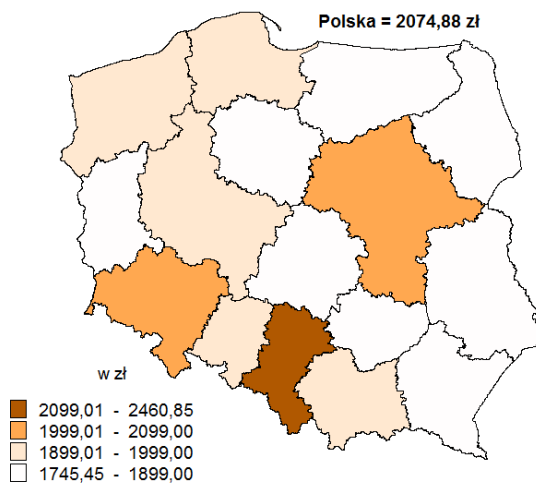 Polska = 2074,88 zł
w zł
2099,01 - 2460,85
1999,01 - 2099,00
1899,01 - 1999,00
1745,45 - 1899,00